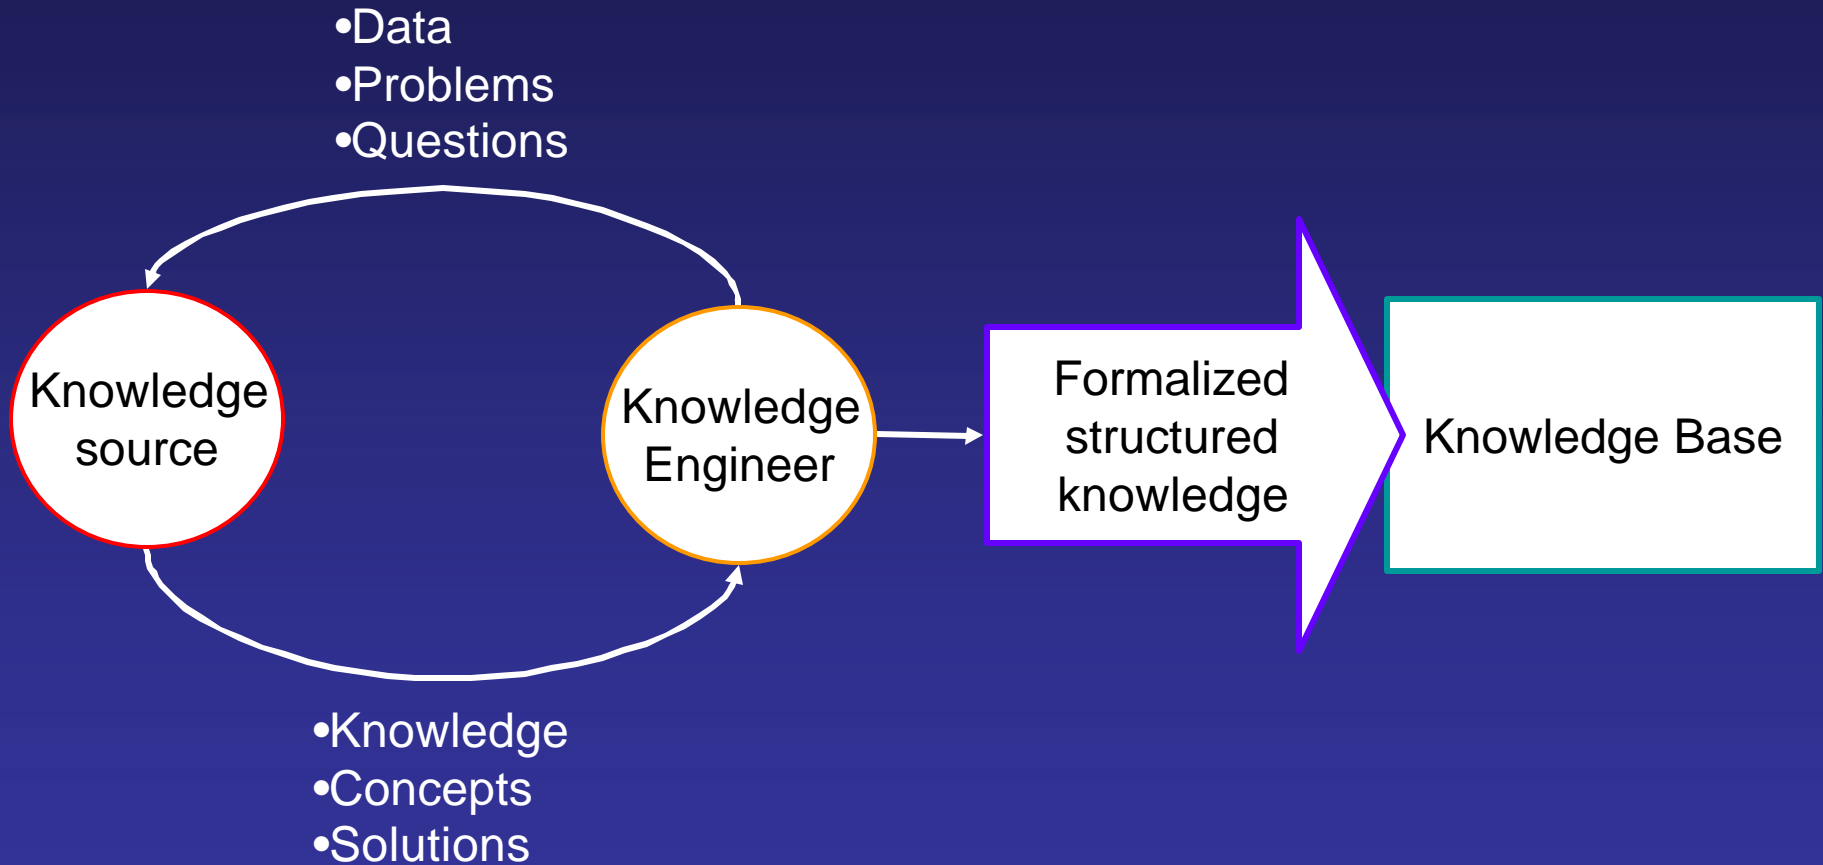 •Data
•Problems
•Questions
Knowledge
source
Knowledge
Engineer
Formalized
structured
knowledge
Knowledge Base
•Knowledge
•Concepts
•Solutions